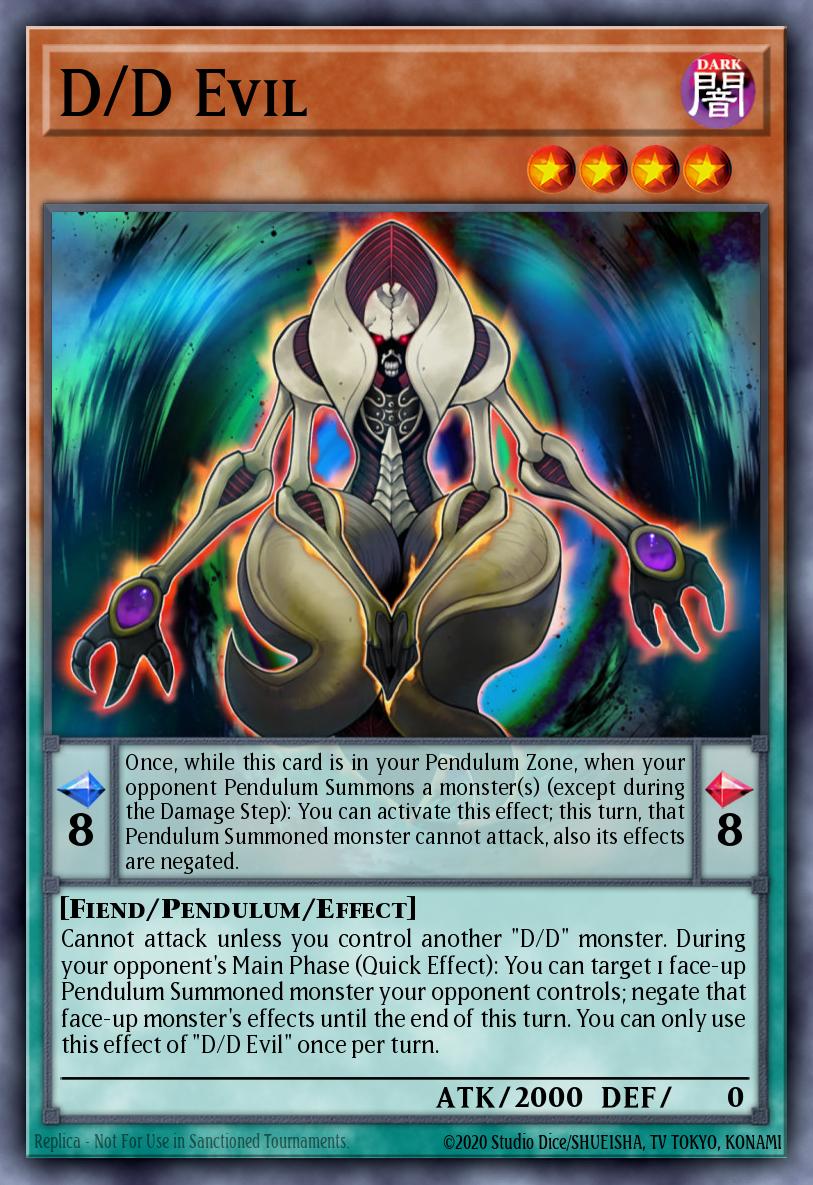 D/D Evil
DARK
闇
Once, while this card is in your Pendulum Zone, when your
opponent Pendulum Summons a monster(s) (except during
the Damage Step): You can activate this effect; this turn, that
Pendulum Summoned monster cannot attack, also its effects
are negated.
8
8
[Fiend/Pendulum/Effect]
Cannot attack unless you control another "D/D" monster. During
your opponent's Main Phase (Quick Effect): You can target 1 face-up
Pendulum Summoned monster your opponent controls; negate that
face-up monster's effects until the end of this turn. You can only use
this effect of "D/D Evil" once per turn.
ATK/2000 DEF/ 0
Replica - Not For Use in Sanctioned Tournaments.
©2020 Studio Dice/SHUEISHA, TV TOKYO, KONAMI